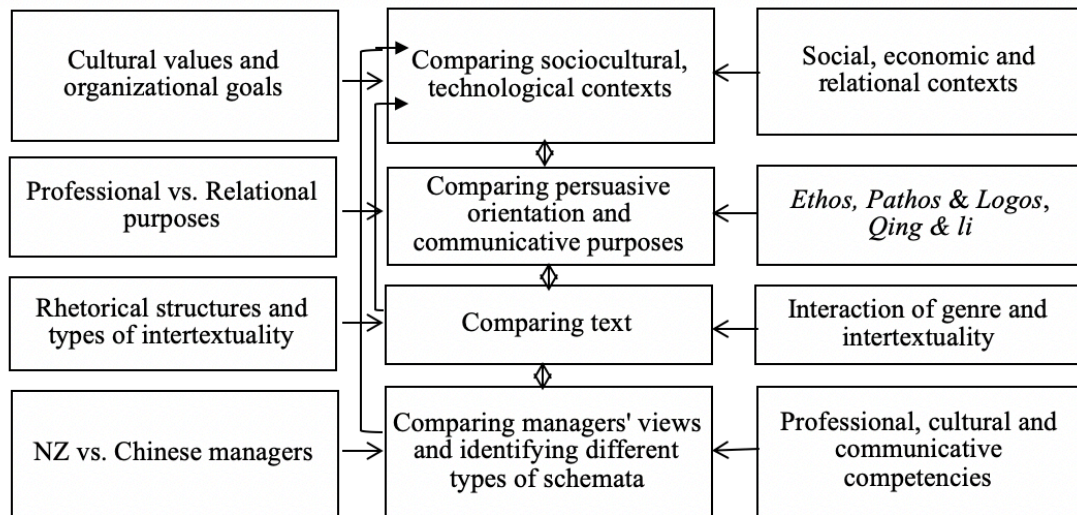 Cultural values and
organizational goals
Comparing sociocultural,
technological contexts
Social, economic and
relational contexts
Professional vs. Relational
purposes
Comparing persuasive
orientation and
communicative purposes
Ethos, Pathos & Logos,
Qing & li
Rhetorical structures and
types of intertextuality
Comparing text
Interaction of genre and
intertextuality
NZ vs. Chinese managers
Comparing managers' views
and identifying different
types of schemata
Professional, cultural and
communicative
competencies